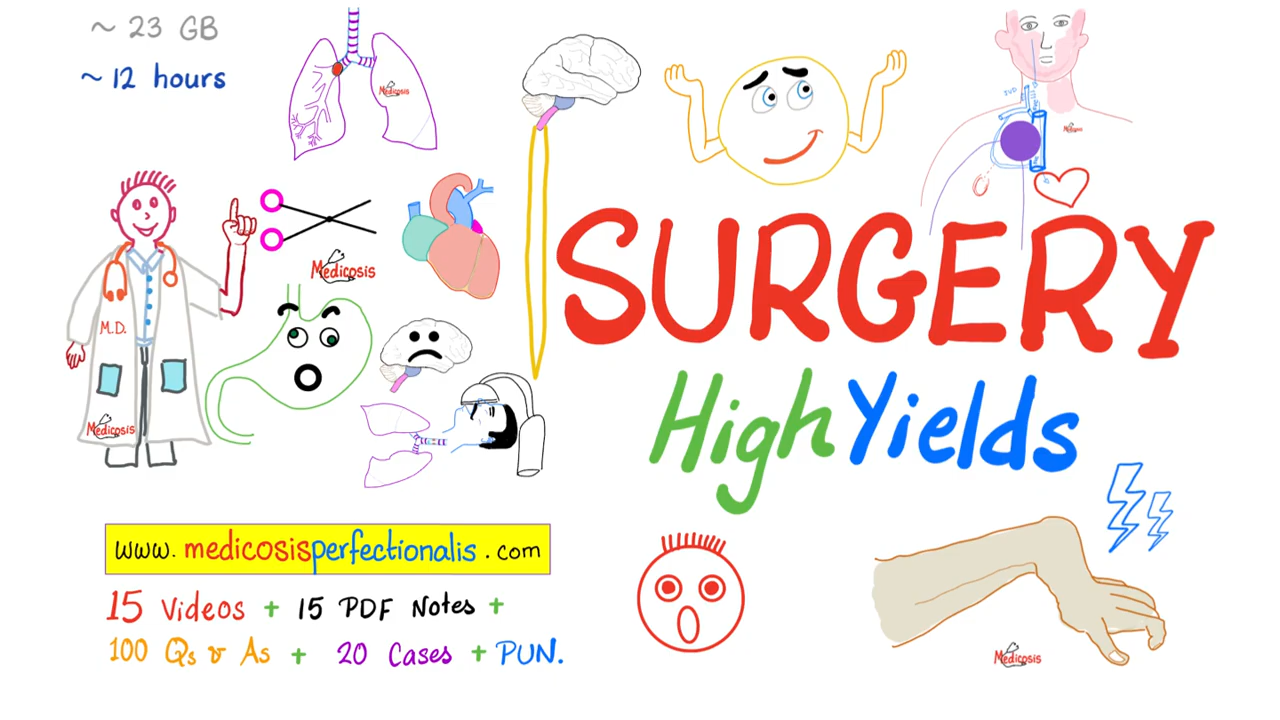 ~ 23 GB
~ 12 hours
Medicosis
Medicosis
SURGERY
Medicosis
M.D.
High Yields
Medicosis
www.medicosisperfectionalis.com
15 Videos + 15 PDF Notes +
100 Qs & As + 20 Cases + PUN.
Medicosis